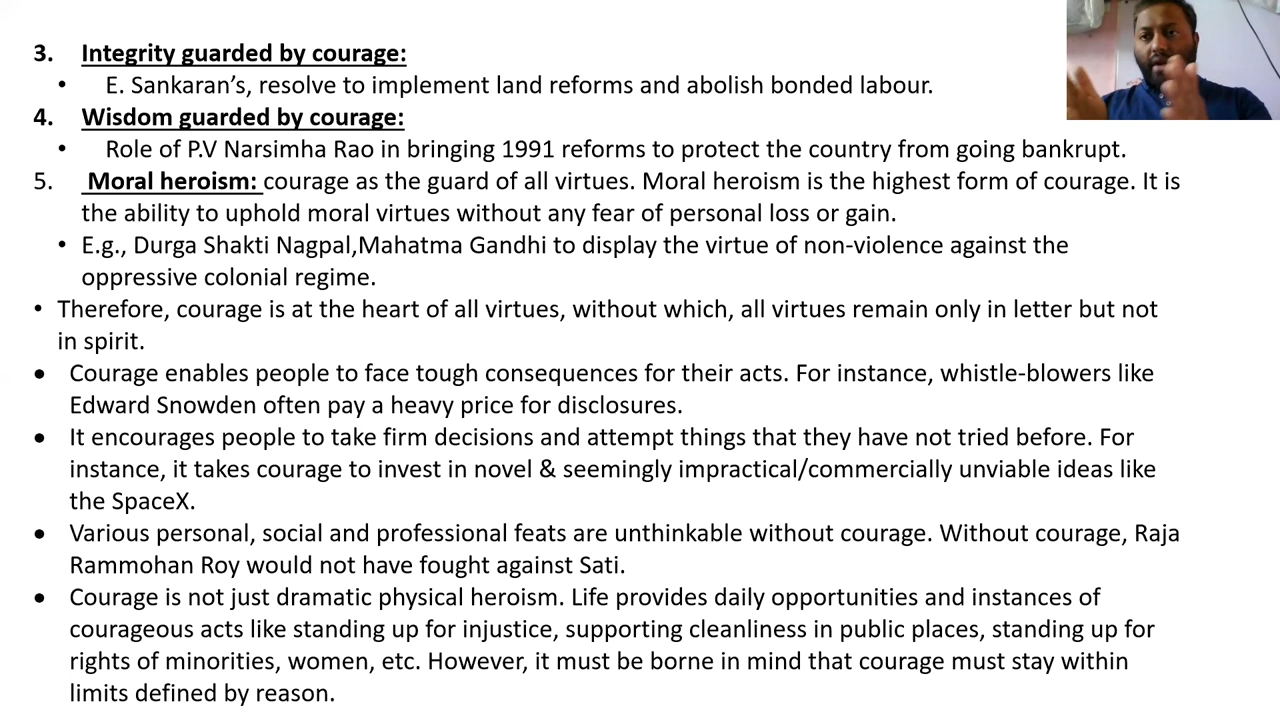 3. Integrity guarded by courage:
• E. Sankaran’s, resolve to implement land reforms and abolish bonded labour.
4. Wisdom guarded by courage:
• Role of P.V Narsimha Rao in bringing 1991 reforms to protect the country from going bankrupt.
5. Moral heroism: courage as the guard of all virtues. Moral heroism is the highest form of courage. It is
the ability to uphold moral virtues without any fear of personal loss or gain.
• E.g., Durga Shakti Nagpal,Mahatma Gandhi to display the virtue of non-violence against the
oppressive colonial regime.
• Therefore, courage is at the heart of all virtues, without which, all virtues remain only in letter but not
in spirit.
• Courage enables people to face tough consequences for their acts. For instance, whistle-blowers like
Edward Snowden often pay a heavy price for disclosures.
• It encourages people to take firm decisions and attempt things that they have not tried before. For
instance, it takes courage to invest in novel & seemingly impractical/commercially unviable ideas like
the SpaceX.
• Various personal, social and professional feats are unthinkable without courage. Without courage, Raja
Rammohan Roy would not have fought against Sati.
• Courage is not just dramatic physical heroism. Life provides daily opportunities and instances of
courageous acts like standing up for injustice, supporting cleanliness in public places, standing up for
rights of minorities, women, etc. However, it must be borne in mind that courage must stay within
limits defined by reason.